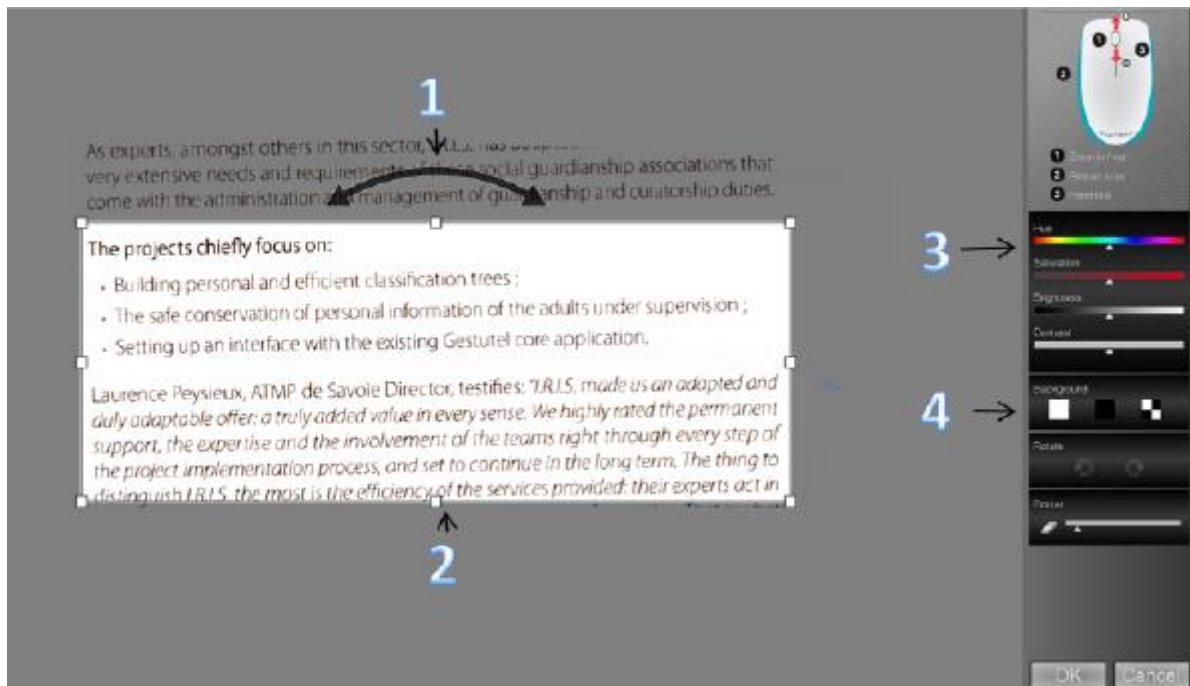 1
As experts, amongst others in this sector, I.R.I.S. has
very extensive needs and requirements of these social guardianship associations that
come with the administration and management of guardianship and curatorship duties.
The projects chiefly focus on:
• Building personal and efficient classification trees ;
• The safe conservation of personal information of the adults under supervision ;
• Setting up an interface with the existing Gestutel core application.
Laurence Peysieux, ATMP de Savoie Director, testifies: "I.R.I.S. made us an adapted and
duly adaptable offer: a truly added value in every sense. We highly rated the permanent
support, the expertise and the involvement of the teams right through every step of
the project implementation process, and set to continue in the long term. The thing to
distinguish I.R.I.S. the most is the efficiency of the services provided: their experts act in
2
1
3
2
1
2
3
Hue
3
Saturation
Brightness
Contrast
Background
4
Rotate
Eraser
OK Cancel